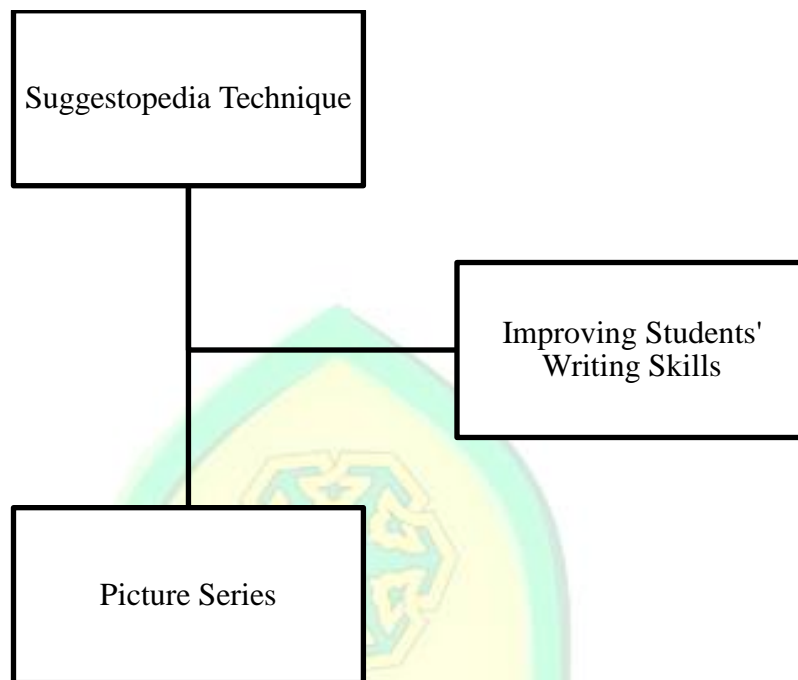 Suggestopedia Technique
Improving Students'
Writing Skills
Picture Series